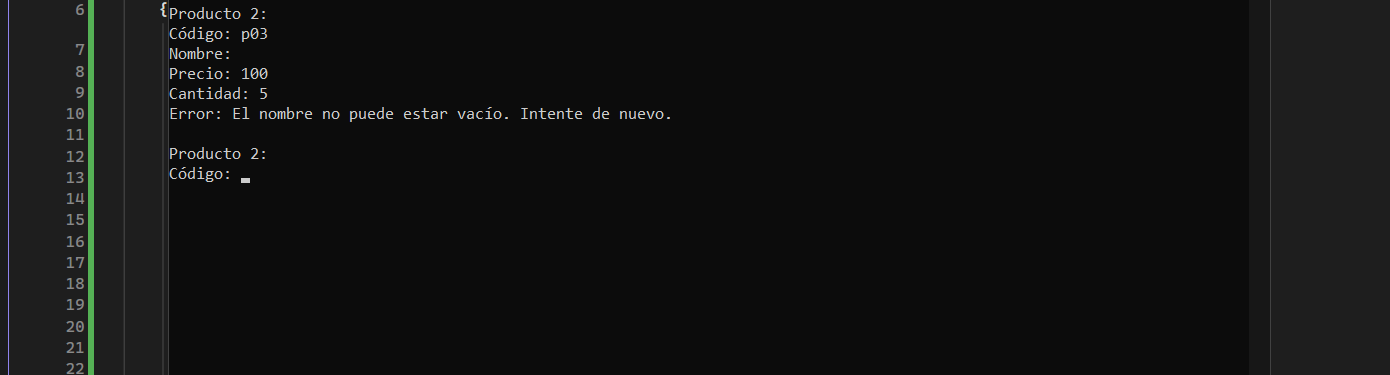 6 {
Producto 2:
Código: p03
7
Nombre:
8
Precio: 100
9
Cantidad: 5
10
Error: El nombre no puede estar vacío. Intente de nuevo.
11
12
Producto 2:
13
Código:
14
15
16
17
18
19
20
21
22